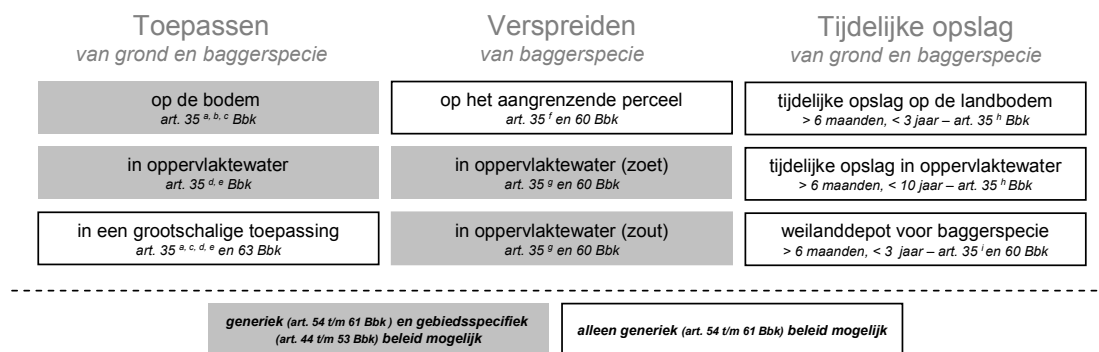 Toepassen
van grond en baggerspecie
op de bodem
art. 35 a, b, c Bbk
in oppervlaktewater
art. 35 d, e Bbk
in een grootschalige toepassing
art. 35 a, c, d, e en 63 Bbk
Verspreiden
van baggerspecie
op het aangrenzende perceel
art. 35 f en 60 Bbk
in oppervlaktewater (zoet)
art. 35 g en 60 Bbk
in oppervlaktewater (zout)
art. 35 g en 60 Bbk
Tijdelijke opslag
van grond en baggerspecie
tijdelijke opslag op de landbodem
> 6 maanden, < 3 jaar – art. 35 h Bbk
tijdelijke opslag in oppervlaktewater
> 6 maanden, < 10 jaar – art. 35 h Bbk
weilanddepot voor baggerspecie
> 6 maanden, < 3 jaar – art. 35 i en 60 Bbk
generiek (art. 54 t/m 61 Bbk ) en gebiedsspecifiek
(art. 44 t/m 53 Bbk) beleid mogelijk
alleen generiek (art. 54 t/m 61 Bbk) beleid mogelijk